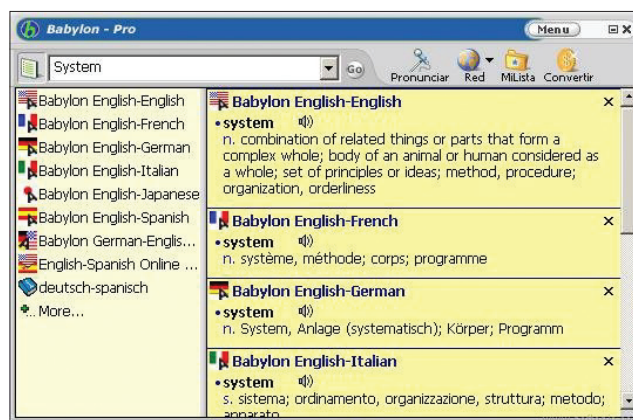 Babylon - Pro
Menu
System
Go
Pronunciar
Red
MiLista
Convertir
Babylon English-English
Babylon English-French
Babylon English-German
Babylon English-Italian
Babylon English-Japanese
Babylon English-Spanish
Babylon German-Englis...
English-Spanish Online ...
deutsch-spanisch
... More...
Babylon English-English
• system
n. combination of related things or parts that form a
complex whole; body of an animal or human considered as
a whole; set of principles or ideas; method, procedure;
organization, orderliness
Babylon English-French
• system
n. système, méthode; corps; programme
Babylon English-German
• system
n. System, Anlage (systematisch); Körper; Programm
Babylon English-Italian
• system
s. sistema; ordinamento, organizzazione, struttura; metodo;
apparato